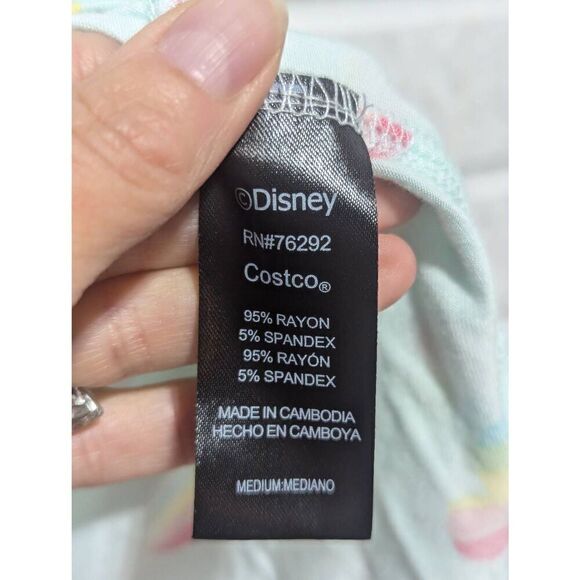 ©Disney
RN#76292
Costco®
95% RAYON
5% SPANDEX
95% RAYÓN
5% SPANDEX
MADE IN CAMBODIA
HECHO EN CAMBOYA
MEDIUM:MEDIANO